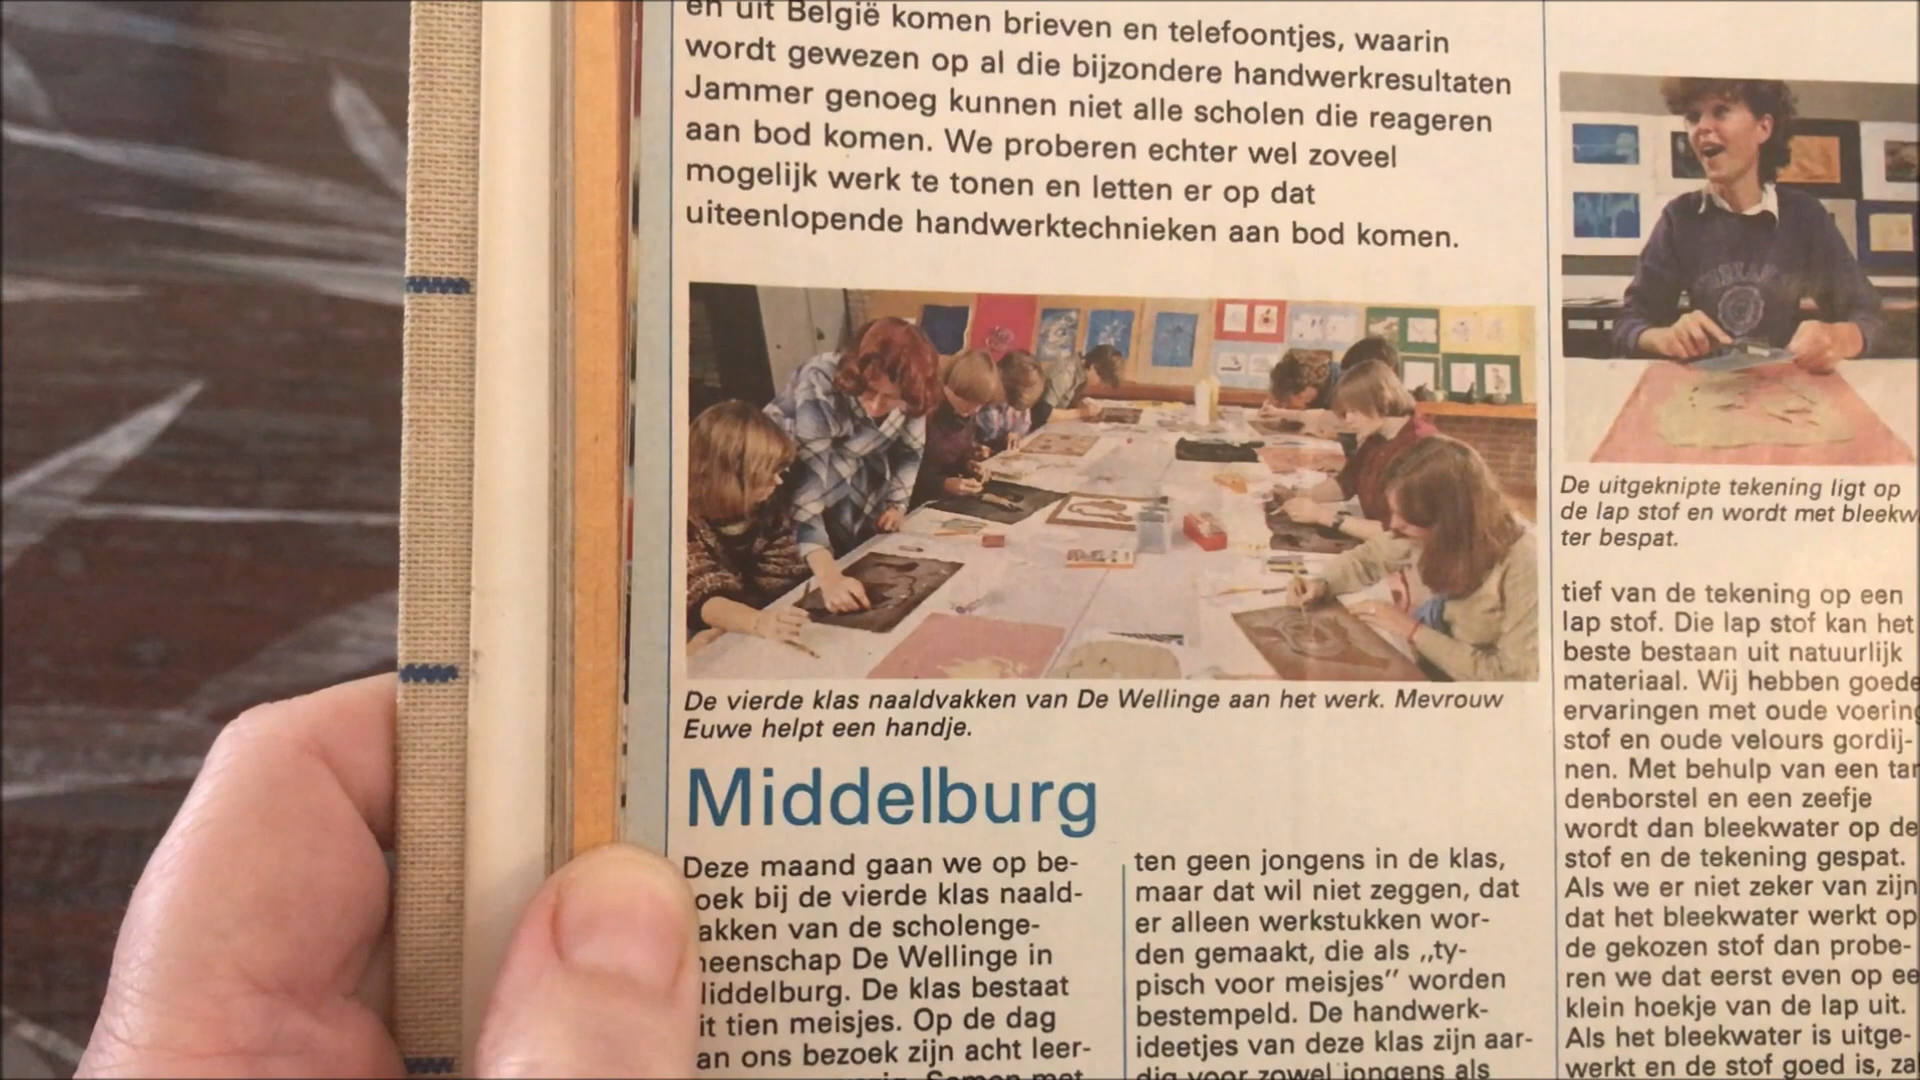 en uit België komen brieven en telefoontjes, waarin
wordt gewezen op al die bijzondere handwerkresultaten
Jammer genoeg kunnen niet alle scholen die reageren
aan bod komen. We proberen echter wel zoveel
mogelijk werk te tonen en letten er op dat
uiteenlopende handwerktechnieken aan bod komen.
De vierde klas naaldvakken van De Wellinge aan het werk. Mevrouw
Euwe helpt een handje.
Middelburg
Deze maand gaan we op be-
oek bij de vierde klas naald-
akken van de scholenge-
eenschap De Wellinge in
iddelburg. De klas bestaat
it tien meisjes. Op de dag
an ons bezoek zijn acht leer-
Samen met
ten geen jongens in de klas,
maar dat wil niet zeggen, dat
er alleen werkstukken wor-
den gemaakt, die als ,,ty-
pisch voor meisjes'' worden
bestempeld. De handwerk-
ideetjes van deze klas zijn aar-
dig voor zowel jongens als
De uitgeknipte tekening ligt op
de lap stof en wordt met bleekw
ter bespat.
tief van de tekening op een
lap stof. Die lap stof kan het
beste bestaan uit natuurlijk
materiaal. Wij hebben goede
ervaringen met oude voering
stof en oude velours gordij-
nen. Met behulp van een tan
denborstel en een zeefje
wordt dan bleekwater op de
stof en de tekening gespat.
Als we er niet zeker van zijn
dat het bleekwater werkt op
de gekozen stof dan probe-
ren we dat eerst even op ee
klein hoekje van de lap uit.
Als het bleekwater is uitge-
werkt en de stof goed is, za